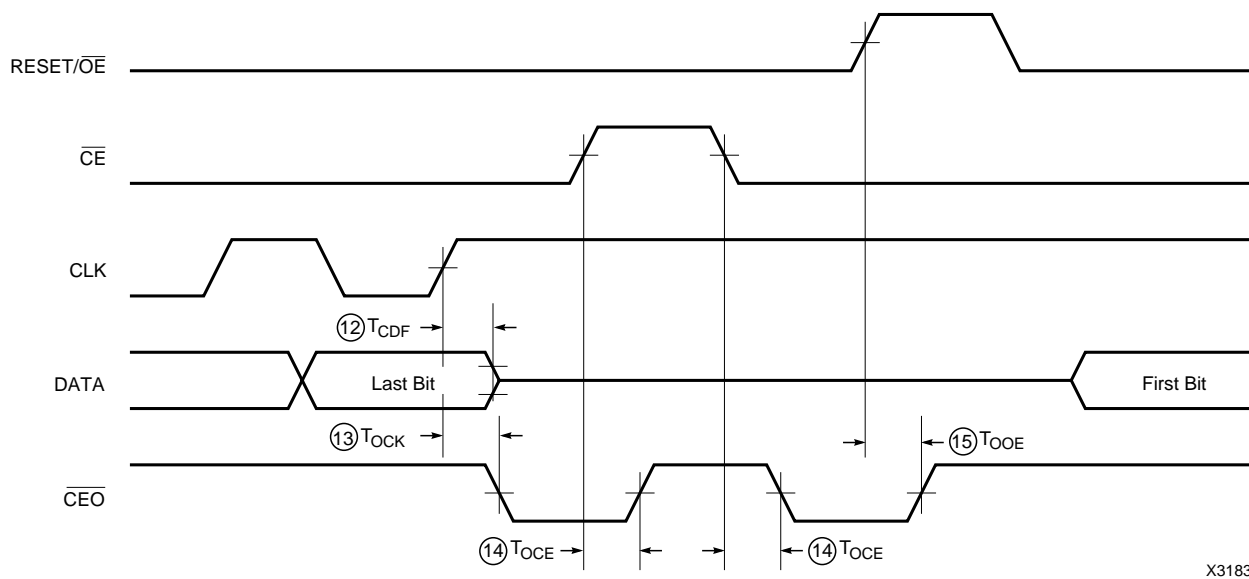 RESET/OE
CE
CLK
⑫ TCDF
DATA
Last Bit
First Bit
⑬ TOCK
⑮ TOOE
CEO
⑭ TOCE
⑭ TOCE
X3183